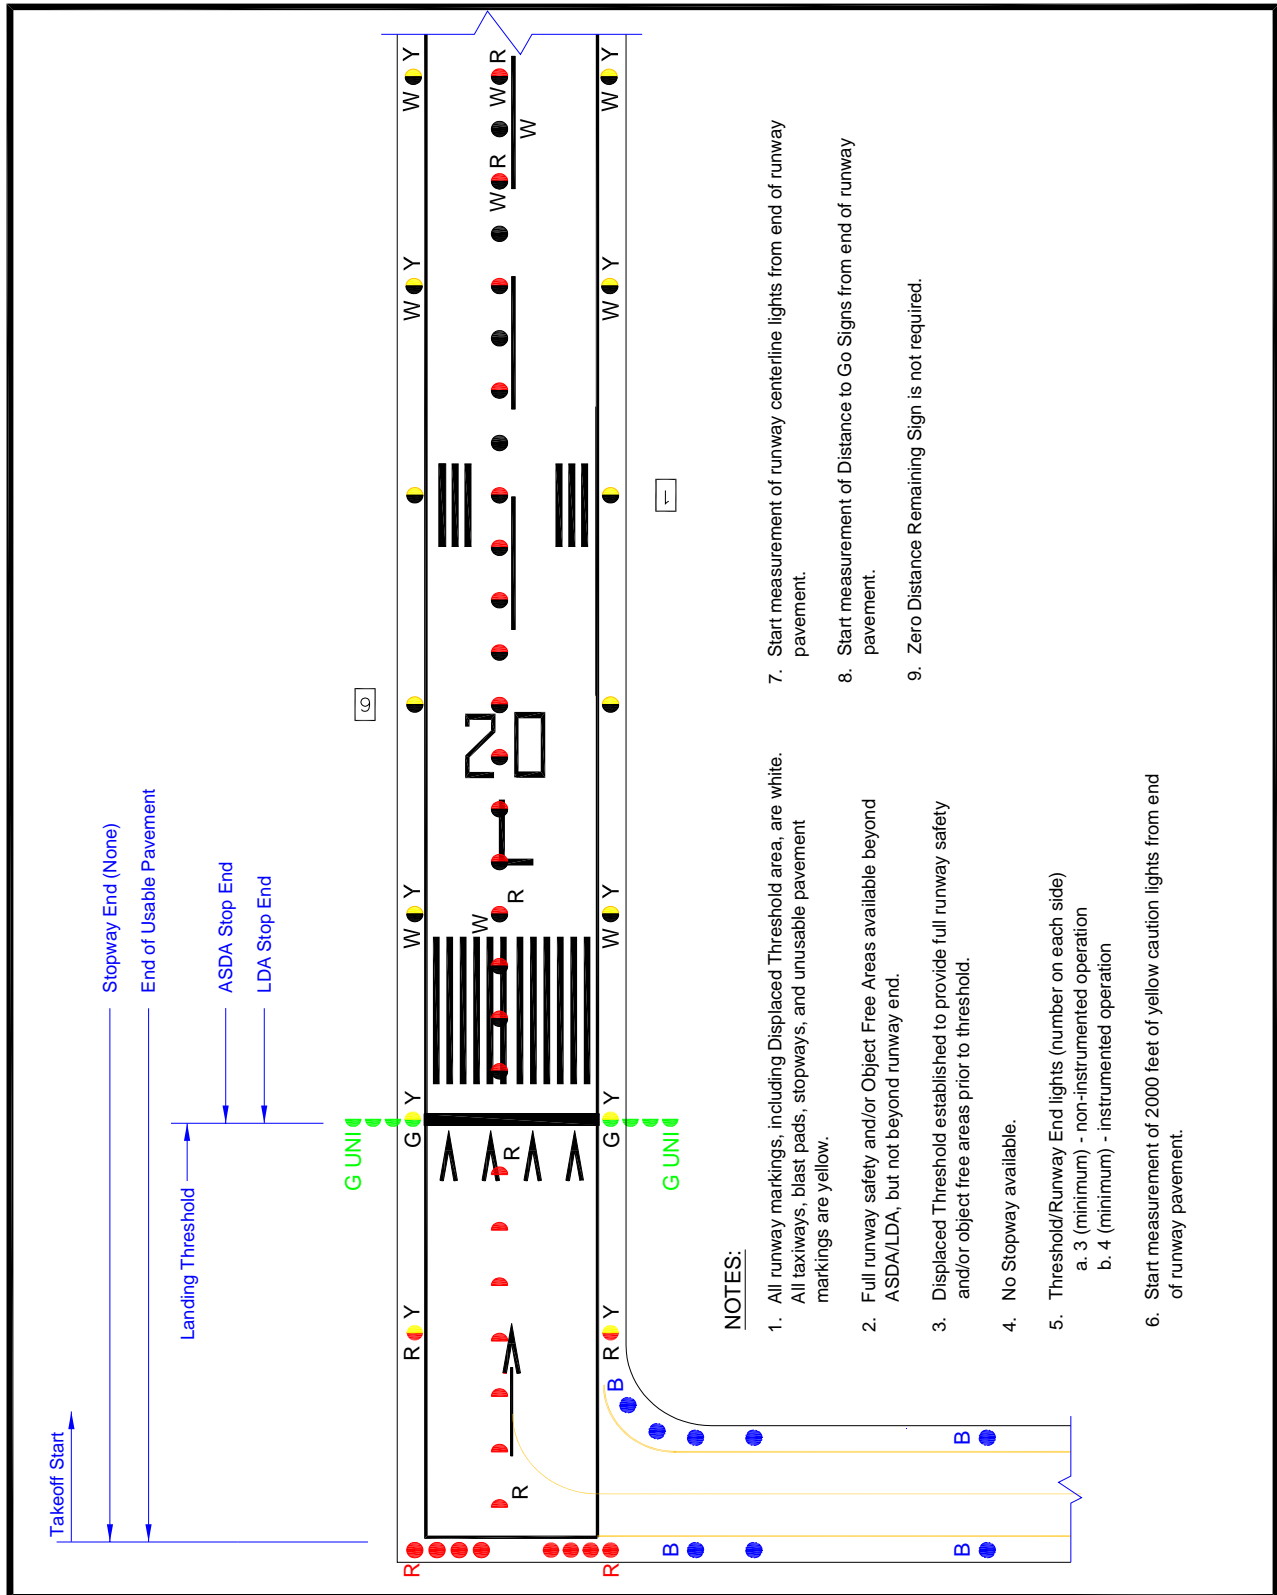 Takeoff Start
Stopway End (None)
End of Usable Pavement
Landing Threshold
ASDA Stop End
LDA Stop End
9
G UNI
R
R Y
G Y
W Y
W Y
W Y
R
R
W
R
L
20
W R
W R
W
R
R Y
G Y
W Y
W Y
W Y
G UNI
1
B
B
B
B
NOTES:
1. All runway markings, including Displaced Threshold area, are white.
All taxiways, blast pads, stopways, and unusable pavement
markings are yellow.
2. Full runway safety and/or Object Free Areas available beyond
ASDA/LDA, but not beyond runway end.
3. Displaced Threshold established to provide full runway safety
and/or object free areas prior to threshold.
4. No Stopway available.
5. Threshold/Runway End lights (number on each side)
a. 3 (minimum) - non-instrumented operation
b. 4 (minimum) - instrumented operation
6. Start measurement of 2000 feet of yellow caution lights from end
of runway pavement.
7. Start measurement of runway centerline lights from end of runway
pavement.
8. Start measurement of Distance to Go Signs from end of runway
pavement.
9. Zero Distance Remaining Sign is not required.